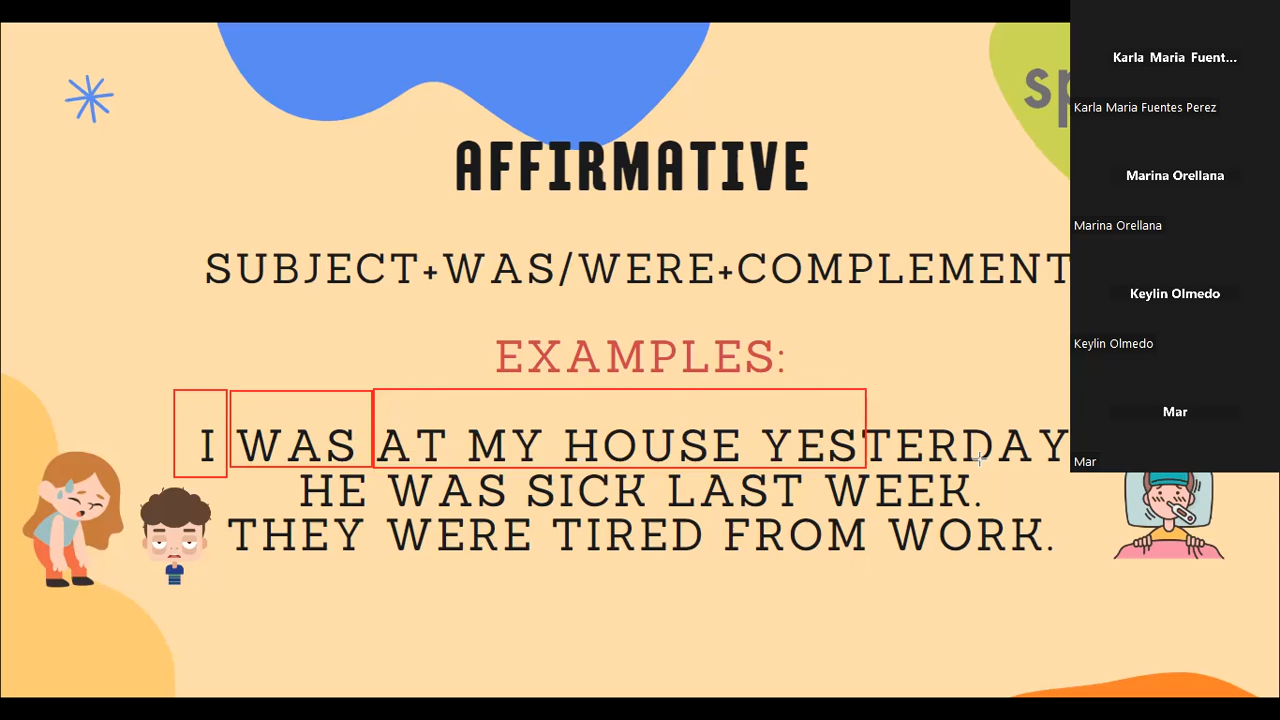 AFFIRMATIVE
SUBJECT+WAS/WERE+COMPLEMENT
EXAMPLES:
I WAS AT MY HOUSE YESTERDAY
HE WAS SICK LAST WEEK.
THEY WERE TIRED FROM WORK.
sp
Karla Maria Fuent...
Karla Maria Fuentes Perez
Marina Orellana
Marina Orellana
Keylin Olmedo
Keylin Olmedo
Mar
Mar